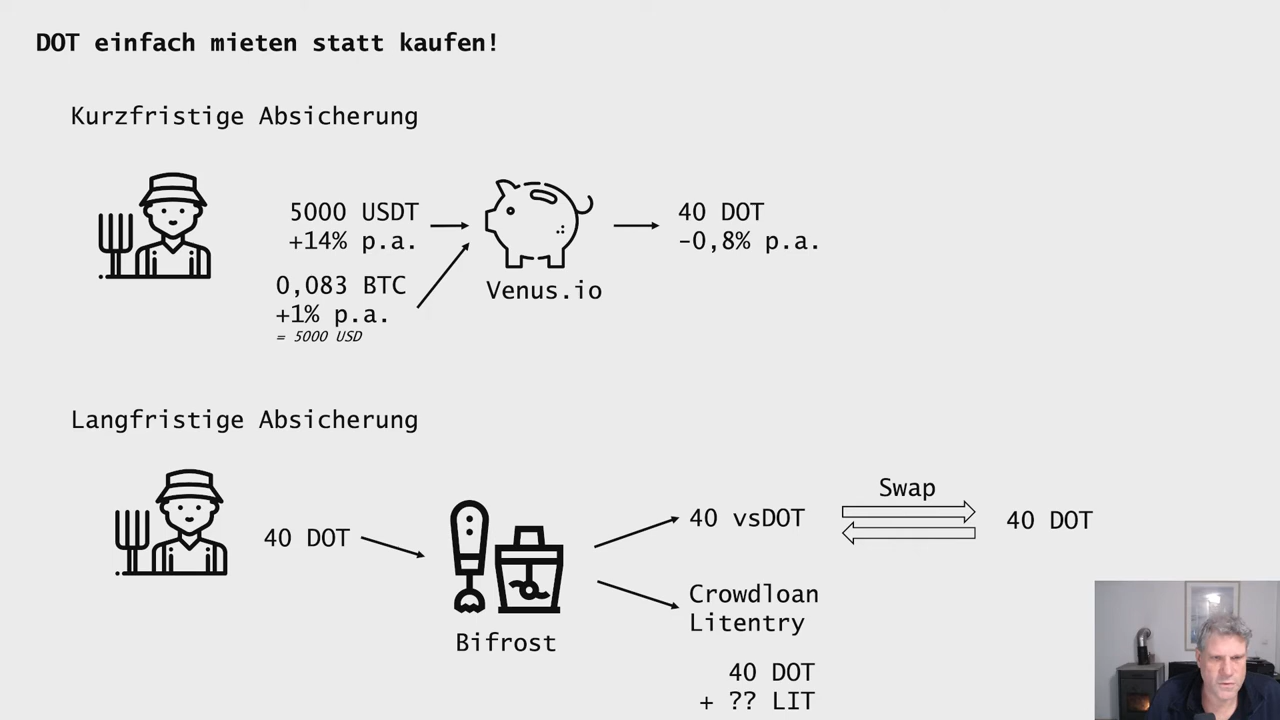 DOT einfach mieten statt kaufen!
Kurzfristige Absicherung
5000 USDT
+14% p.a.
0,083 BTC
+1% p.a.
= 5000 USD
Venus.io
40 DOT
-0,8% p.a.
Langfristige Absicherung
40 DOT
Bifrost
40 vsDOT
Swap
40 DOT
Crowdloan
Litentry
40 DOT
+ ?? LIT